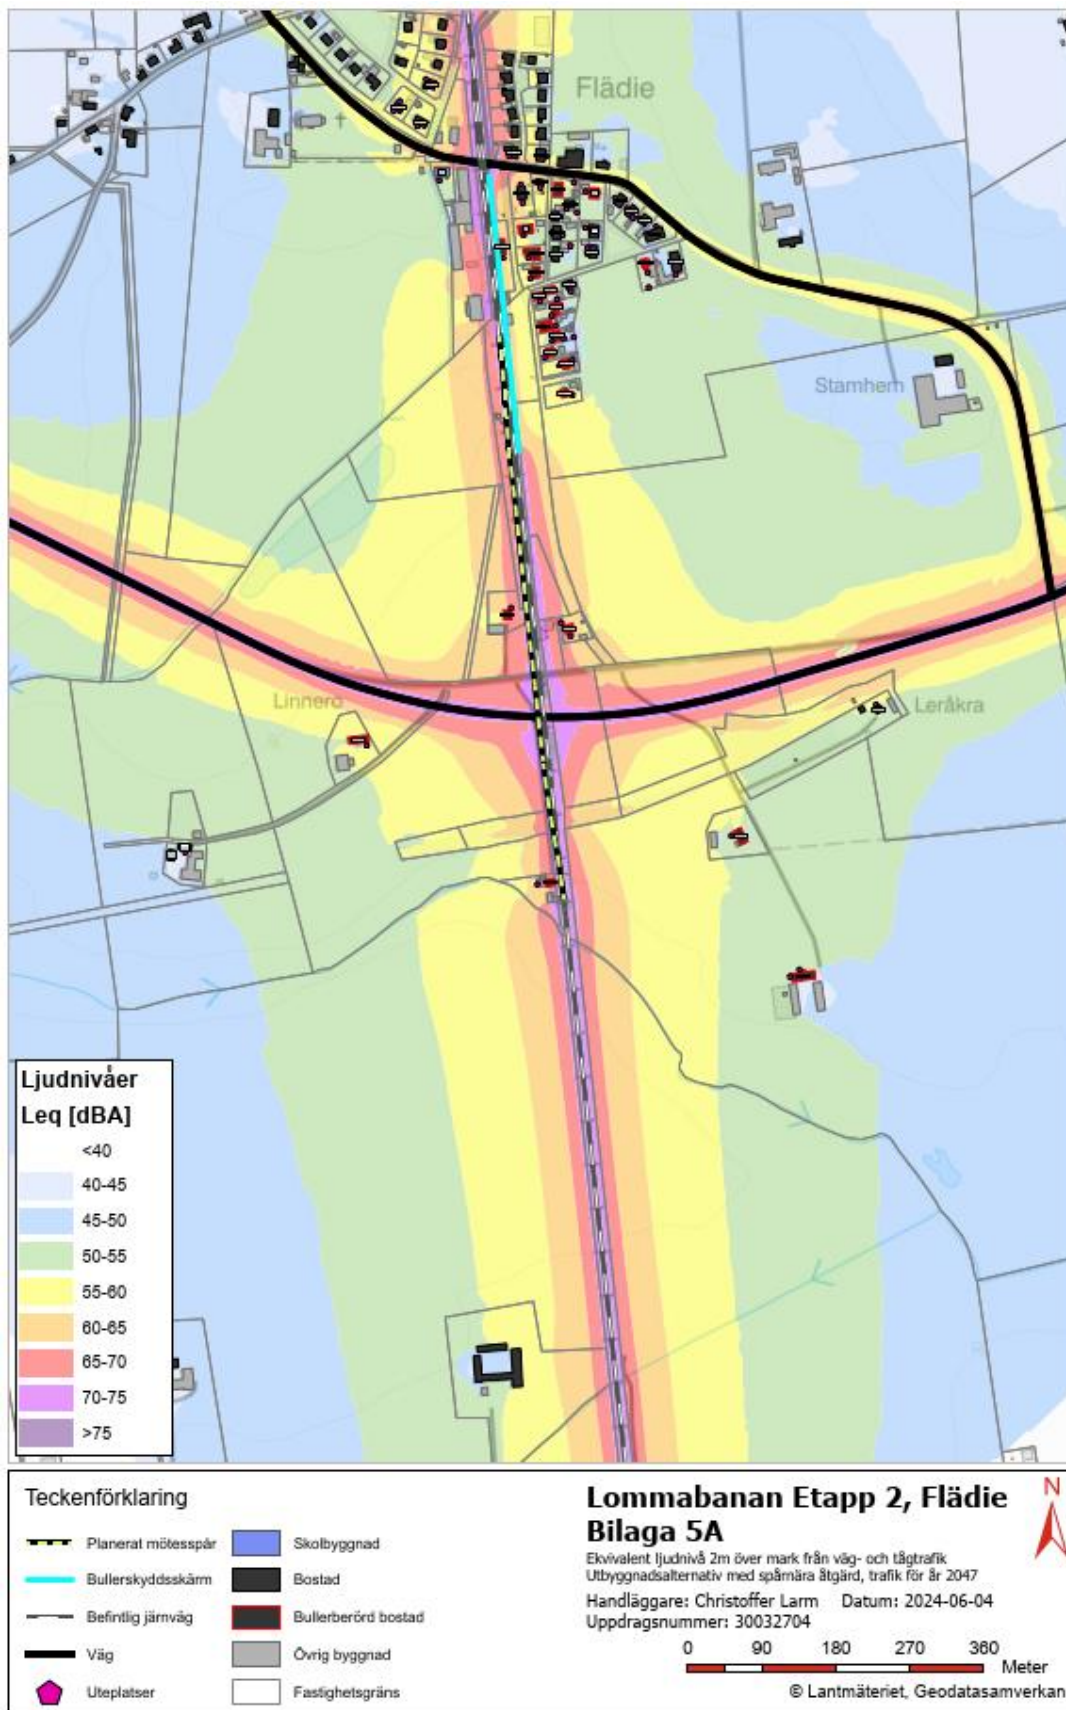 Flädie
Stamhem
Linnero
Leråkra
Ljudnivåer
Leq [dBA]
<40
40-45
45-50
50-55
55-60
60-65
65-70
70-75
>75
Teckenförklaring
Planerat mötesspår
Bullerskyddsskärm
Befintlig järnväg
Väg
Uteplatser
Skolbyggnad
Bostad
Bullerberörd bostad
Övrig byggnad
Fastighetsgräns
Lommabanan Etapp 2, Flädie
Bilaga 5A
Ekvivalent ljudnivå 2m över mark från väg- och tågtrafik
Utbyggnadsalternativ med spårnära åtgärd, trafik för år 2047
Handläggare: Christoffer Larm Datum: 2024-06-04
Uppdragsnummer: 30032704
N
0 90 180 270 360
Meter
© Lantmäteriet, Geodatasamverkan